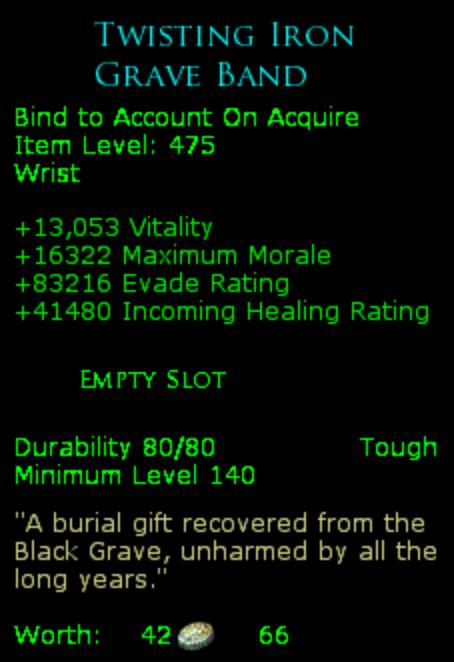 Twisting Iron
Grave Band
Bind to Account On Acquire
Item Level: 475
Wrist
+13,053 Vitality
+16322 Maximum Morale
+83216 Evade Rating
+41480 Incoming Healing Rating
Empty Slot
Durability 80/80 Tough
Minimum Level 140
"A burial gift recovered from the
Black Grave, unharmed by all the
long years."
Worth: 42 66